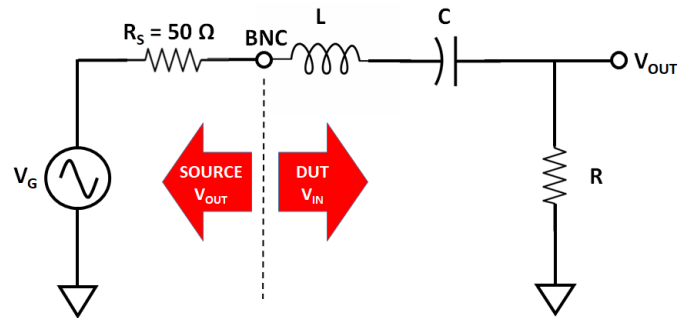 R_S = 50 Ω
BNC
L
C
V_OUT
V_G
SOURCE
V_OUT
DUT
V_IN
R